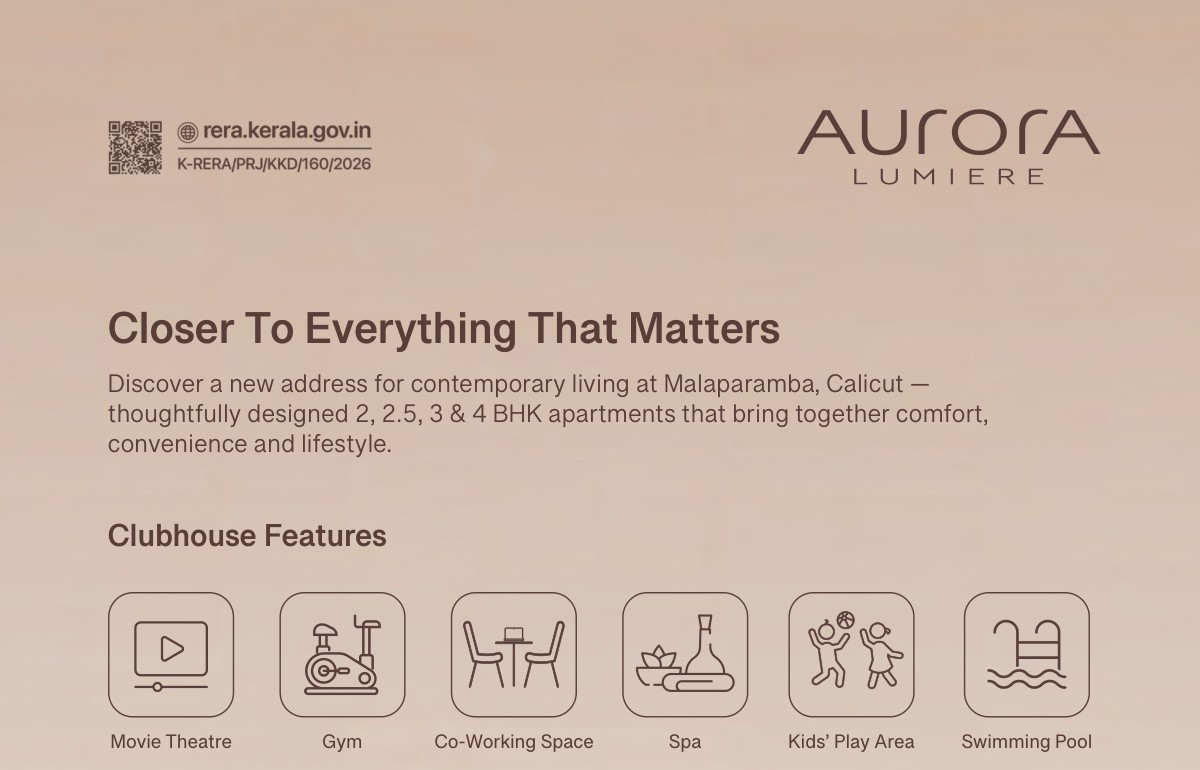 rera.kerala.gov.in
K-RERA/PRJ/KKD/160/2026
AURORA
LUMIERE
Closer To Everything That Matters
Discover a new address for contemporary living at Malaparamba, Calicut —
thoughtfully designed 2, 2.5, 3 & 4 BHK apartments that bring together comfort,
convenience and lifestyle.
Clubhouse Features
Movie Theatre
Gym
Co-Working Space
Spa
Kids’ Play Area
Swimming Pool